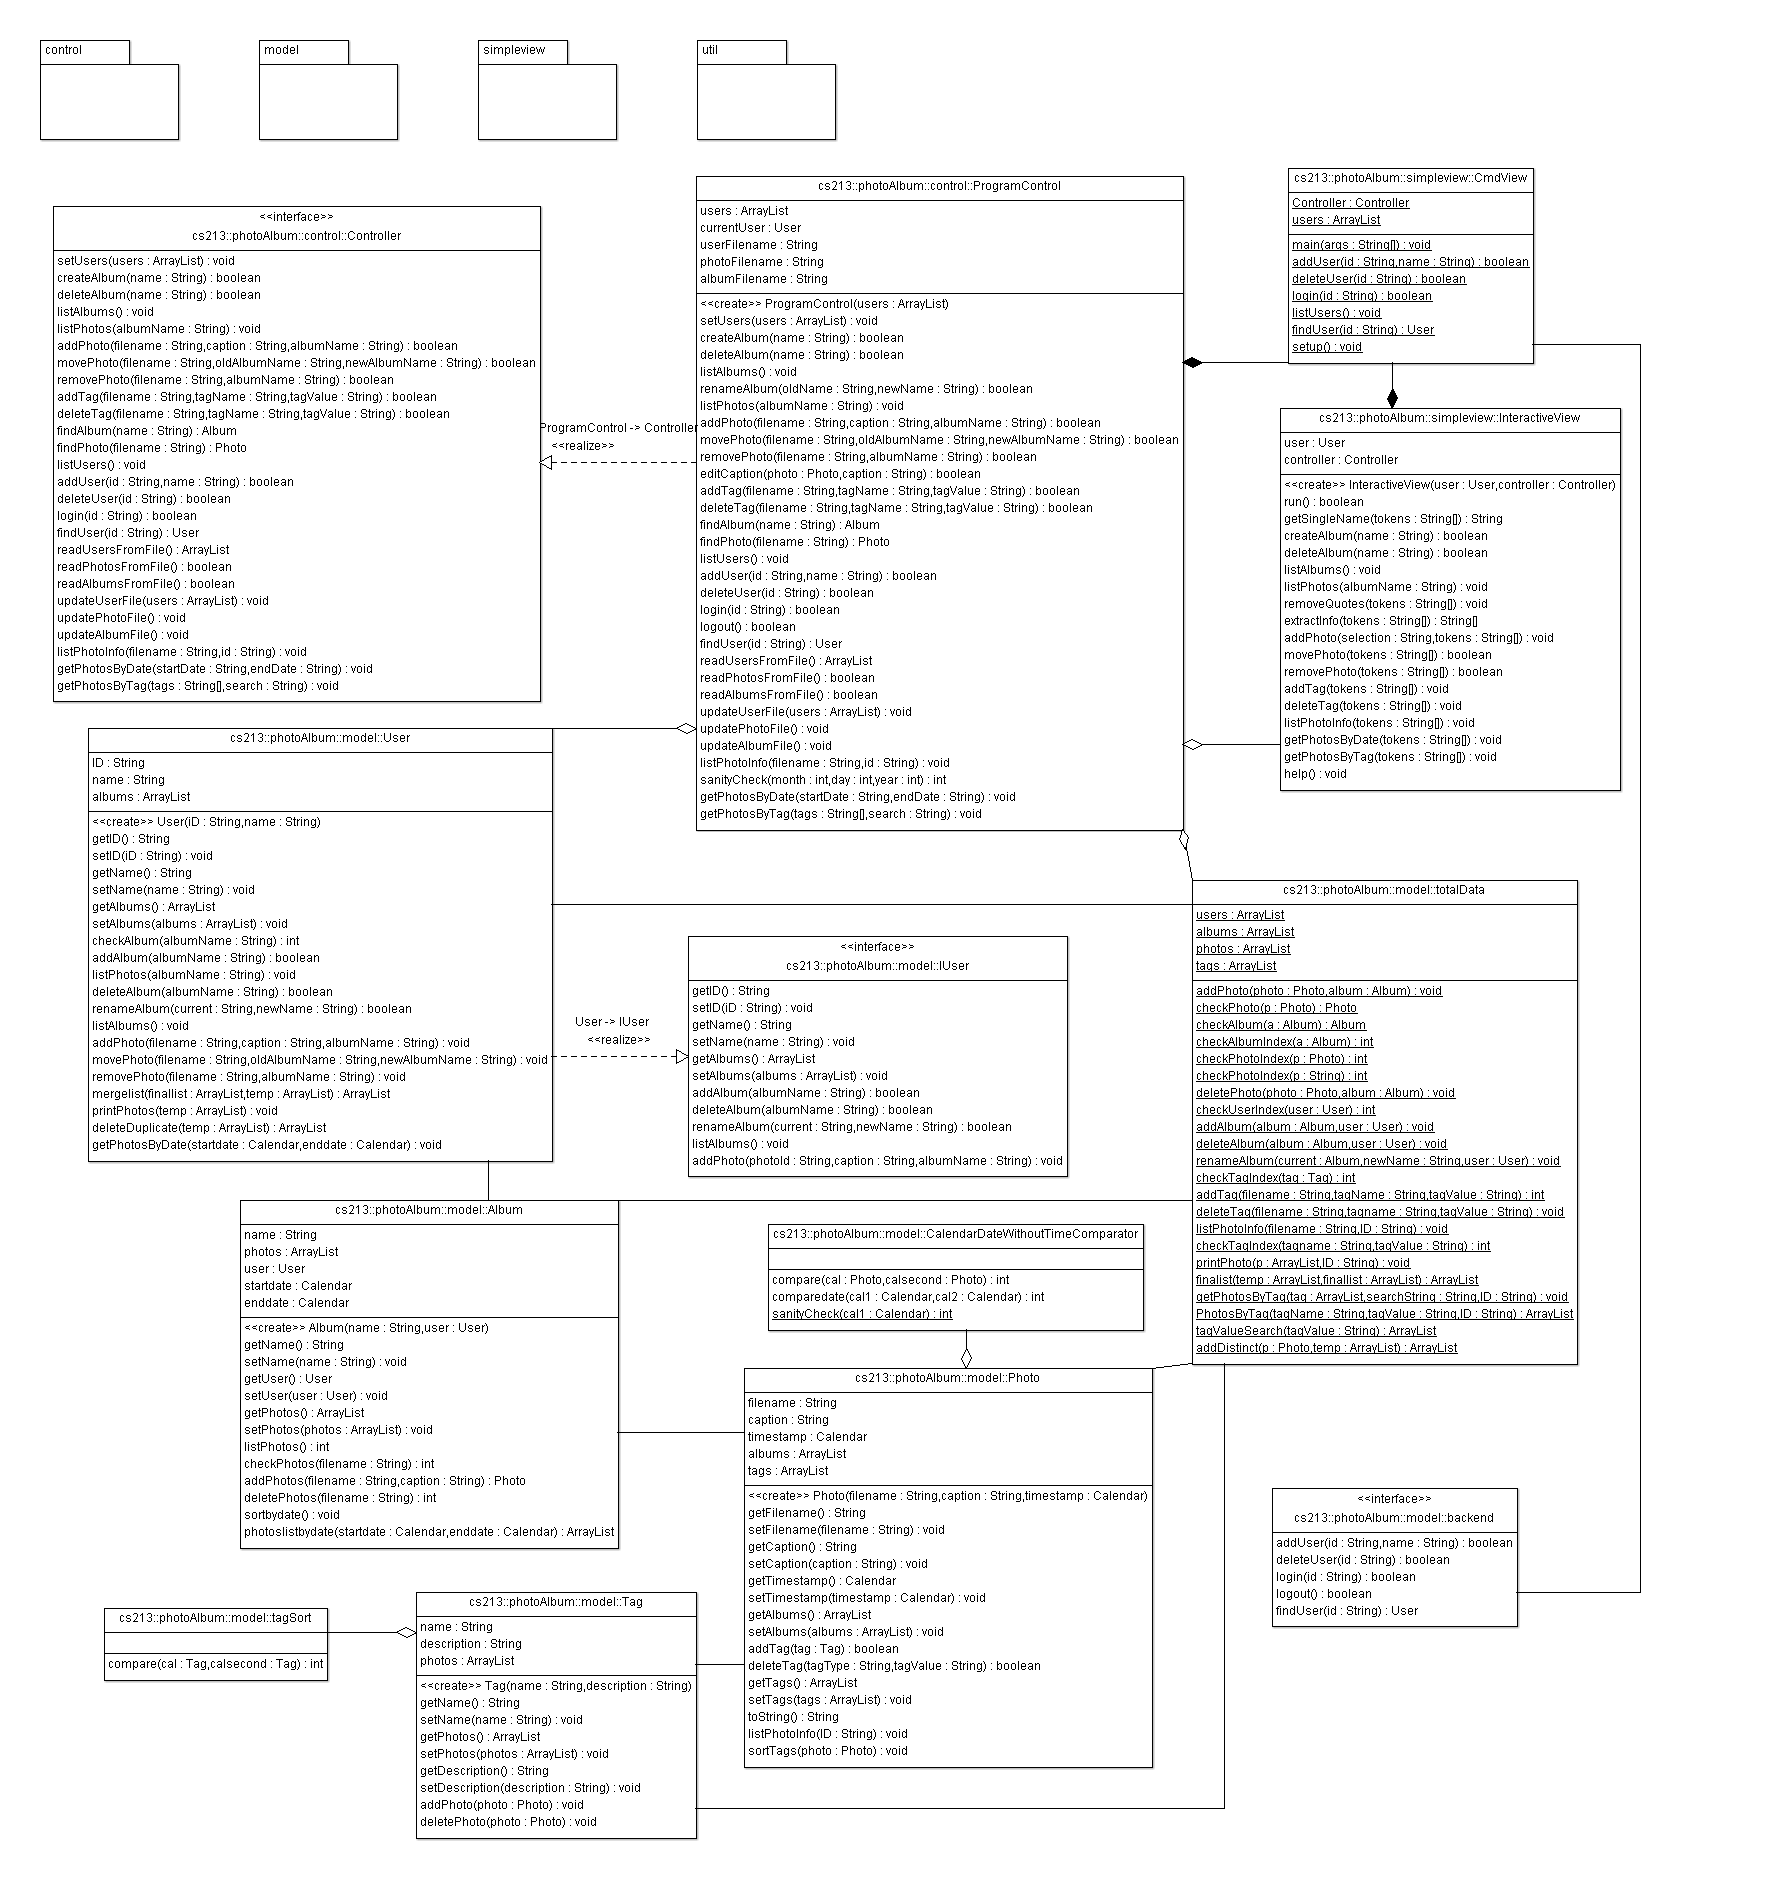 control
model
simpleview
util
<<interface>>
cs213::photoAlbum::control::Controller
setUsers(users : ArrayList) : void
createAlbum(name : String) : boolean
deleteAlbum(name : String) : boolean
listAlbums() : void
listPhotos(albumName : String) : void
addPhoto(filename : String,caption : String,albumName : String) : boolean
movePhoto(filename : String,oldAlbumName : String,newAlbumName : String) : boolean
removePhoto(filename : String,albumName : String) : boolean
addTag(filename : String,tagName : String,tagValue : String) : boolean
deleteTag(filename : String,tagName : String,tagValue : String) : boolean
findAlbum(name : String) : Album
findPhoto(filename : String) : Photo
listUsers() : void
addUser(id : String,name : String) : boolean
deleteUser(id : String) : boolean
login(id : String) : boolean
findUser(id : String) : User
readUsersFromFile() : ArrayList
readPhotosFromFile() : boolean
readAlbumsFromFile() : boolean
updateUserFile(users : ArrayList) : void
updatePhotoFile() : void
updateAlbumFile() : void
listPhotoInfo(filename : String,id : String) : void
getPhotosByDate(startDate : String,endDate : String) : void
getPhotosByTag(tags : String[],search : String) : void
ProgramControl -> Controller
<<realize>>
cs213::photoAlbum::control::ProgramControl
users : ArrayList
currentUser : User
userFilename : String
photoFilename : String
albumFilename : String
<<create>> ProgramControl(users : ArrayList)
setUsers(users : ArrayList) : void
createAlbum(name : String) : boolean
deleteAlbum(name : String) : boolean
listAlbums() : void
renameAlbum(oldName : String,newName : String) : boolean
listPhotos(albumName : String) : void
addPhoto(filename : String,caption : String,albumName : String) : boolean
movePhoto(filename : String,oldAlbumName : String,newAlbumName : String) : boolean
removePhoto(filename : String,albumName : String) : boolean
editCaption(photo : Photo,caption : String) : boolean
addTag(filename : String,tagName : String,tagValue : String) : boolean
deleteTag(filename : String,tagName : String,tagValue : String) : boolean
findAlbum(name : String) : Album
findPhoto(filename : String) : Photo
listUsers() : void
addUser(id : String,name : String) : boolean
deleteUser(id : String) : boolean
login(id : String) : boolean
logout() : boolean
findUser(id : String) : User
readUsersFromFile() : ArrayList
readPhotosFromFile() : boolean
readAlbumsFromFile() : boolean
updateUserFile(users : ArrayList) : void
updatePhotoFile() : void
updateAlbumFile() : void
listPhotoInfo(filename : String,id : String) : void
sanityCheck(month : int,day : int,year : int) : int
getPhotosByDate(startDate : String,endDate : String) : void
getPhotosByTag(tags : String[],search : String) : void
cs213::photoAlbum::simpleview::CmdView
Controller : Controller
users : ArrayList
main(args : String[]) : void
addUser(id : String,name : String) : boolean
deleteUser(id : String) : boolean
login(id : String) : boolean
listUsers() : void
findUser(id : String) : User
setup() : void
cs213::photoAlbum::simpleview::InteractiveView
user : User
controller : Controller
<<create>> InteractiveView(user : User,controller : Controller)
run() : boolean
getSingleName(tokens : String[]) : String
createAlbum(name : String) : boolean
deleteAlbum(name : String) : boolean
listAlbums() : void
listPhotos(albumName : String) : void
removeQuotes(tokens : String[]) : void
extractInfo(tokens : String[]) : String[]
addPhoto(selection : String,tokens : String[]) : void
movePhoto(tokens : String[]) : boolean
removePhoto(tokens : String[]) : boolean
addTag(tokens : String[]) : void
deleteTag(tokens : String[]) : void
listPhotoInfo(tokens : String[]) : void
getPhotosByDate(tokens : String[]) : void
getPhotosByTag(tokens : String[]) : void
help() : void
cs213::photoAlbum::model::User
ID : String
name : String
albums : ArrayList
<<create>> User(iD : String,name : String)
getID() : String
setID(iD : String) : void
getName() : String
setName(name : String) : void
getAlbums() : ArrayList
setAlbums(albums : ArrayList) : void
checkAlbum(albumName : String) : int
addAlbum(albumName : String) : boolean
listPhotos(albumName : String) : void
deleteAlbum(albumName : String) : boolean
renameAlbum(current : String,newName : String) : boolean
listAlbums() : void
addPhoto(filename : String,caption : String,albumName : String) : void
movePhoto(filename : String,oldAlbumName : String,newAlbumName : String) : void
removePhoto(filename : String,albumName : String) : void
mergelist(finallist : ArrayList,temp : ArrayList) : ArrayList
printPhotos(temp : ArrayList) : void
deleteDuplicate(temp : ArrayList) : ArrayList
getPhotosByDate(startdate : Calendar,enddate : Calendar) : void
User -> IUser
<<realize>>
<<interface>>
cs213::photoAlbum::model::IUser
getID() : String
setID(iD : String) : void
getName() : String
setName(name : String) : void
getAlbums() : ArrayList
setAlbums(albums : ArrayList) : void
addAlbum(albumName : String) : boolean
deleteAlbum(albumName : String) : boolean
renameAlbum(current : String,newName : String) : boolean
listAlbums() : void
addPhoto(photoId : String,caption : String,albumName : String) : void
cs213::photoAlbum::model::totalData
users : ArrayList
albums : ArrayList
photos : ArrayList
tags : ArrayList
addPhoto(photo : Photo,album : Album) : void
checkPhoto(p : Photo) : Photo
checkAlbum(a : Album) : Album
checkAlbumIndex(a : Album) : int
checkPhotoIndex(p : Photo) : int
checkPhotoIndex(p : String) : int
deletePhoto(photo : Photo,album : Album) : void
checkUserIndex(user : User) : int
addAlbum(album : Album,user : User) : void
deleteAlbum(album : Album,user : User) : void
renameAlbum(current : Album,newName : String,user : User) : void
checkTagIndex(tag : Tag) : int
addTag(filename : String,tagName : String,tagValue : String) : int
deleteTag(filename : String,tagname : String,tagValue : String) : void
listPhotoInfo(filename : String,ID : String) : void
checkTagIndex(tagname : String,tagValue : String) : int
printPhoto(p : ArrayList,ID : String) : void
finalist(temp : ArrayList,finallist : ArrayList) : ArrayList
getPhotosByTag(tag : ArrayList,searchString : String,ID : String) : void
PhotosByTag(tagName : String,tagValue : String,ID : String) : ArrayList
tagValueSearch(tagValue : String) : ArrayList
addDistinct(p : Photo,temp : ArrayList) : ArrayList
cs213::photoAlbum::model::Album
name : String
photos : ArrayList
user : User
startdate : Calendar
enddate : Calendar
<<create>> Album(name : String,user : User)
getName() : String
setName(name : String) : void
getUser() : User
setUser(user : User) : void
getPhotos() : ArrayList
setPhotos(photos : ArrayList) : void
listPhotos() : int
checkPhotos(filename : String) : int
addPhotos(filename : String,caption : String) : Photo
deletePhotos(filename : String) : int
sortbydate() : void
photoslistbydate(startdate : Calendar,enddate : Calendar) : ArrayList
cs213::photoAlbum::model::CalendarDateWithoutTimeComparator
compare(cal : Photo,calsecond : Photo) : int
comparedate(cal1 : Calendar,cal2 : Calendar) : int
sanityCheck(cal1 : Calendar) : int
cs213::photoAlbum::model::Photo
filename : String
caption : String
timestamp : Calendar
albums : ArrayList
tags : ArrayList
<<create>> Photo(filename : String,caption : String,timestamp : Calendar)
getFilename() : String
setFilename(filename : String) : void
getCaption() : String
setCaption(caption : String) : void
getTimestamp() : Calendar
setTimestamp(timestamp : Calendar) : void
getAlbums() : ArrayList
setAlbums(albums : ArrayList) : void
addTag(tag : Tag) : boolean
deleteTag(tagType : String,tagValue : String) : boolean
getTags() : ArrayList
setTags(tags : ArrayList) : void
toString() : String
listPhotoInfo(ID : String) : void
sortTags(photo : Photo) : void
<<interface>>
cs213::photoAlbum::model::backend
addUser(id : String,name : String) : boolean
deleteUser(id : String) : boolean
login(id : String) : boolean
logout() : boolean
findUser(id : String) : User
cs213::photoAlbum::model::tagSort
compare(cal : Tag,calsecond : Tag) : int
cs213::photoAlbum::model::Tag
name : String
description : String
photos : ArrayList
<<create>> Tag(name : String,description : String)
getName() : String
setName(name : String) : void
getPhotos() : ArrayList
setPhotos(photos : ArrayList) : void
getDescription() : String
setDescription(description : String) : void
addPhoto(photo : Photo) : void
deletePhoto(photo : Photo) : void